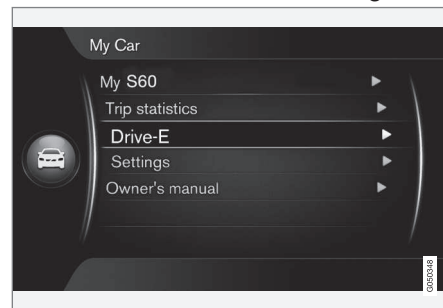 My Car
My S60
Trip statistics
Drive-E
Settings
Owner's manual
G050348